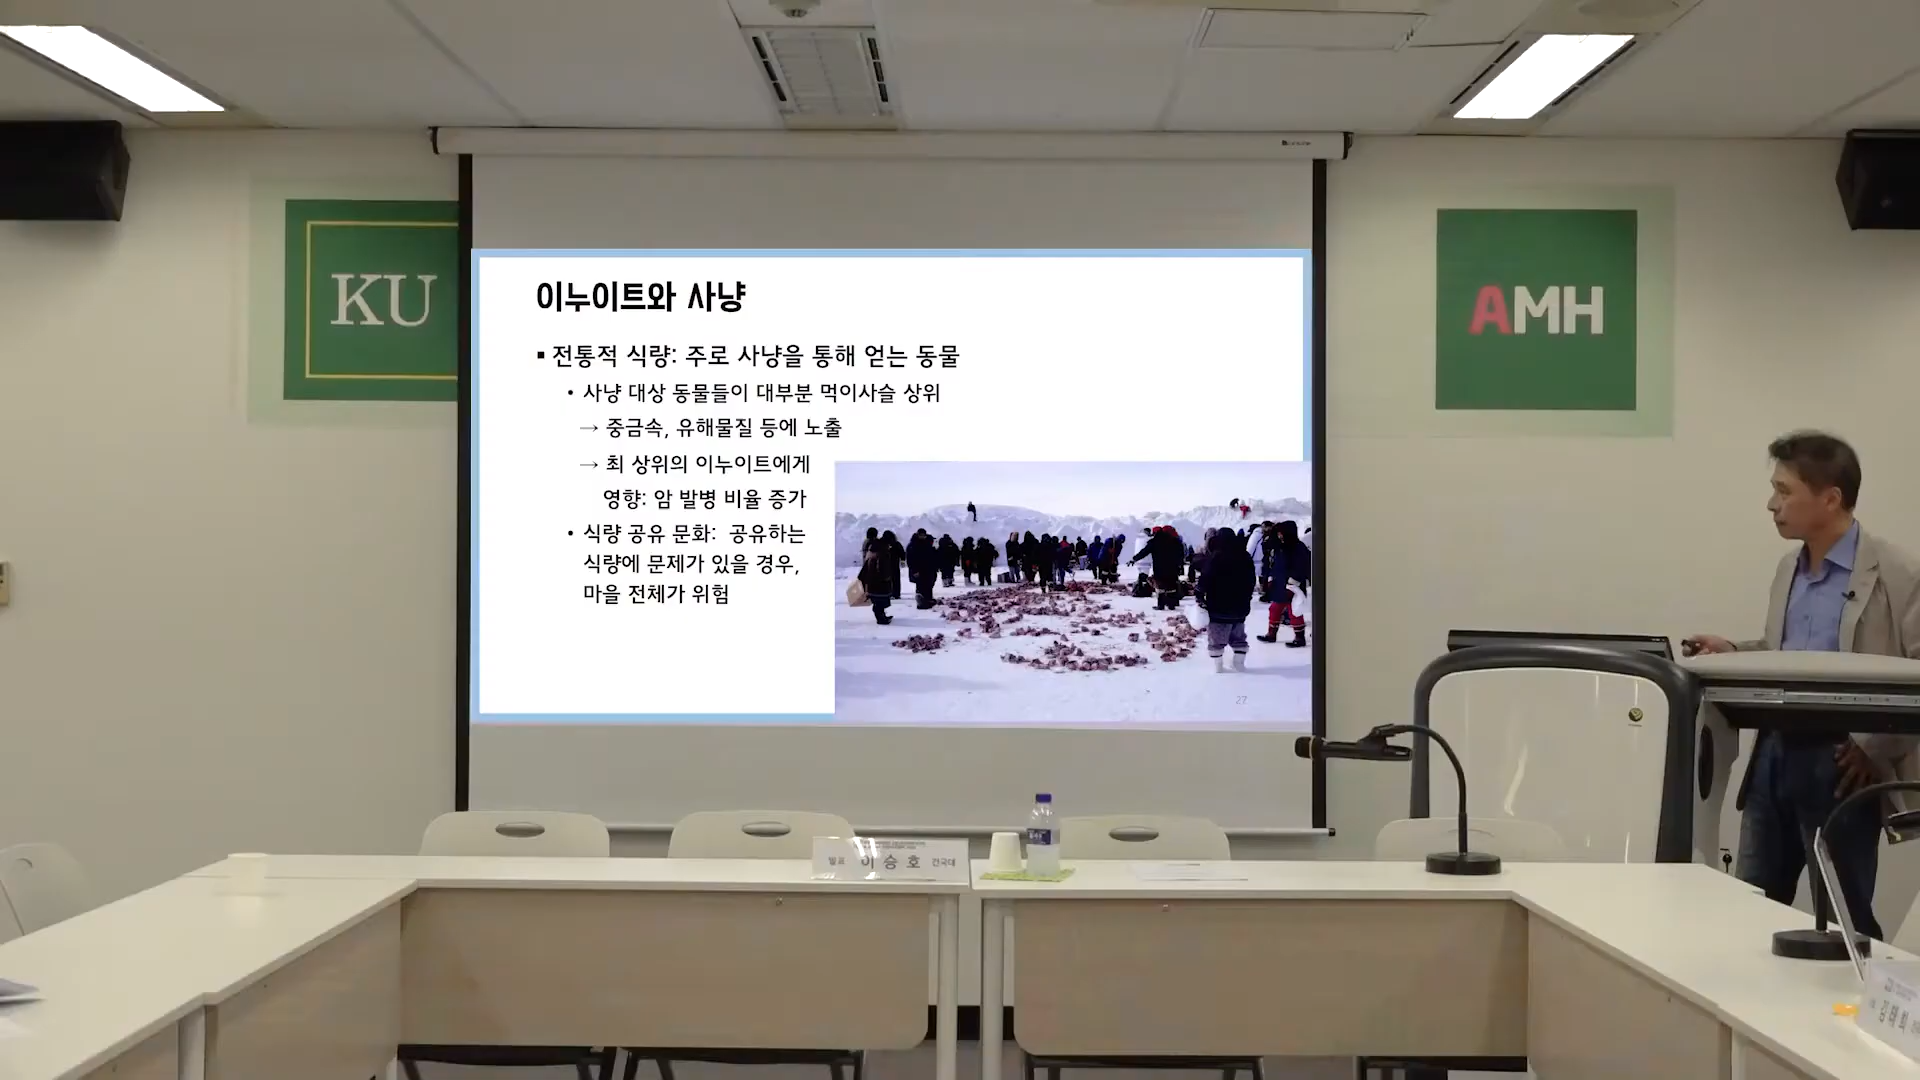 KU
AMH
이누이트와 사냥
▪ 전통적 식량: 주로 사냥을 통해 얻는 동물
• 사냥 대상 동물들이 대부분 먹이사슬 상위
→ 중금속, 유해물질 등에 노출
→ 최 상위의 이누이트에게
영향: 암 발병 비율 증가
• 식량 공유 문화: 공유하는
식량에 문제가 있을 경우,
마을 전체가 위험
27
발표 이승호 건국대
김태희